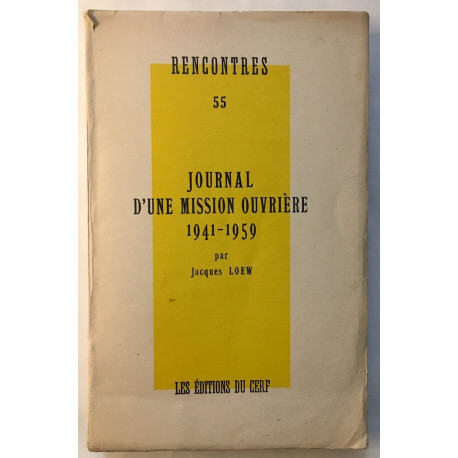 RENCONTRES
55
JOURNAL
D'UNE MISSION OUVRIÈRE
1941-1959
par
Jacques LOEW
LES ÉDITIONS DU CERF